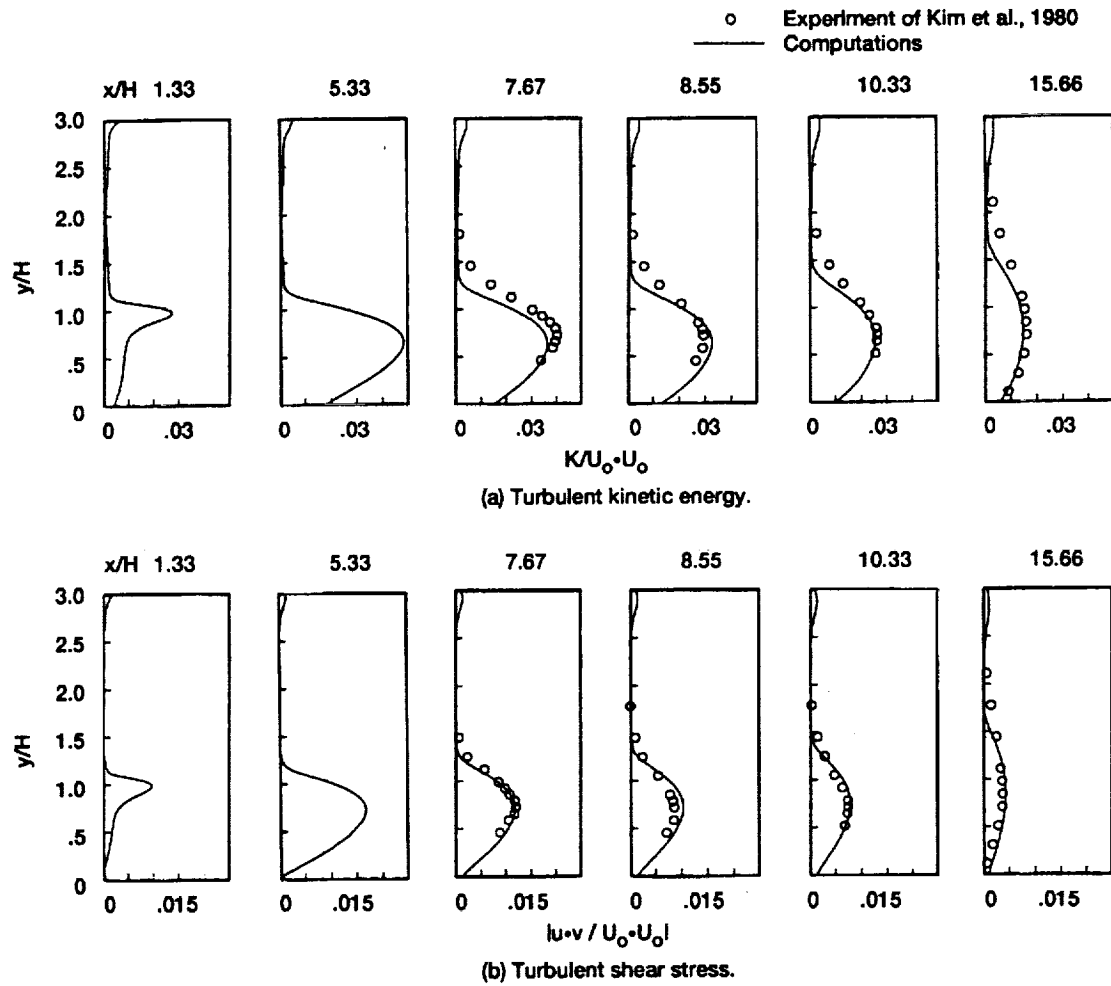 Experiment of Kim et al., 1980
Computations
x/H 1.33 5.33 7.67 8.55 10.33 15.66
3.0
2.5
2.0
1.5
1.0
.5
0
y/H
0 .03 0 .03 0 .03 0 .03 0 .03 0 .03
K/U₀•U₀
(a) Turbulent kinetic energy.
x/H 1.33 5.33 7.67 8.55 10.33 15.66
3.0
2.5
2.0
1.5
1.0
.5
0
y/H
0 .015 0 .015 0 .015 0 .015 0 .015 0 .015
|u•v / U₀•U₀|
(b) Turbulent shear stress.